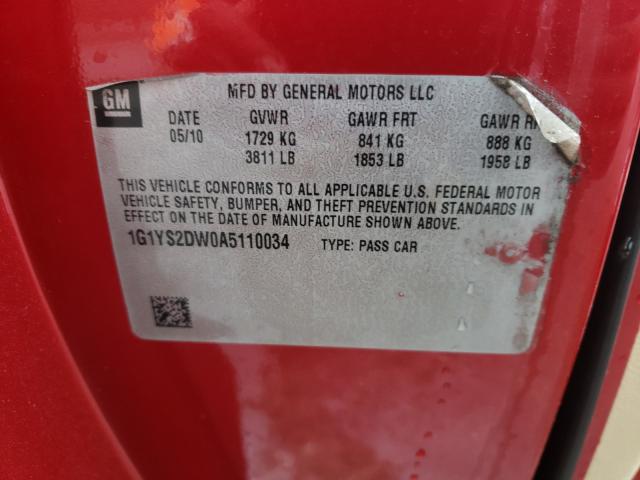 GM
MFD BY GENERAL MOTORS LLC
DATE GVWR GAWR FRT GAWR
05/10 1729 KG 841 KG 888 KG
3811 LB 1853 LB 1958 LB
THIS VEHICLE CONFORMS TO ALL APPLICABLE U.S. FEDERAL MOTOR
VEHICLE SAFETY, BUMPER, AND THEFT PREVENTION STANDARDS IN
EFFECT ON THE DATE OF MANUFACTURE SHOWN ABOVE.
1G1YS2DW0A5110034 TYPE: PASS CAR